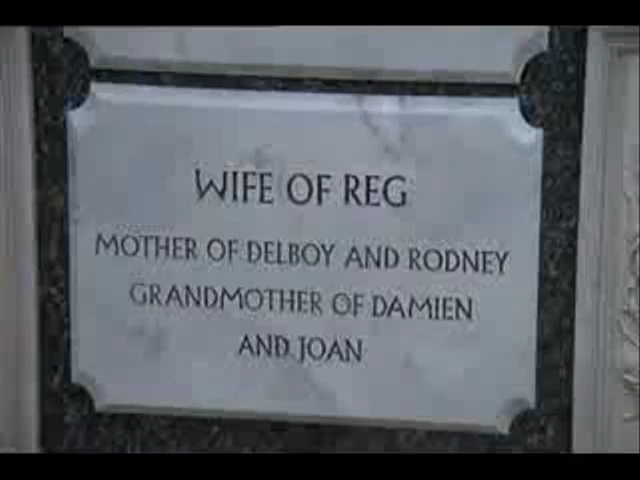 WIFE OF REG
MOTHER OF DELBOY AND RODNEY
GRANDMOTHER OF DAMIEN
AND JOAN